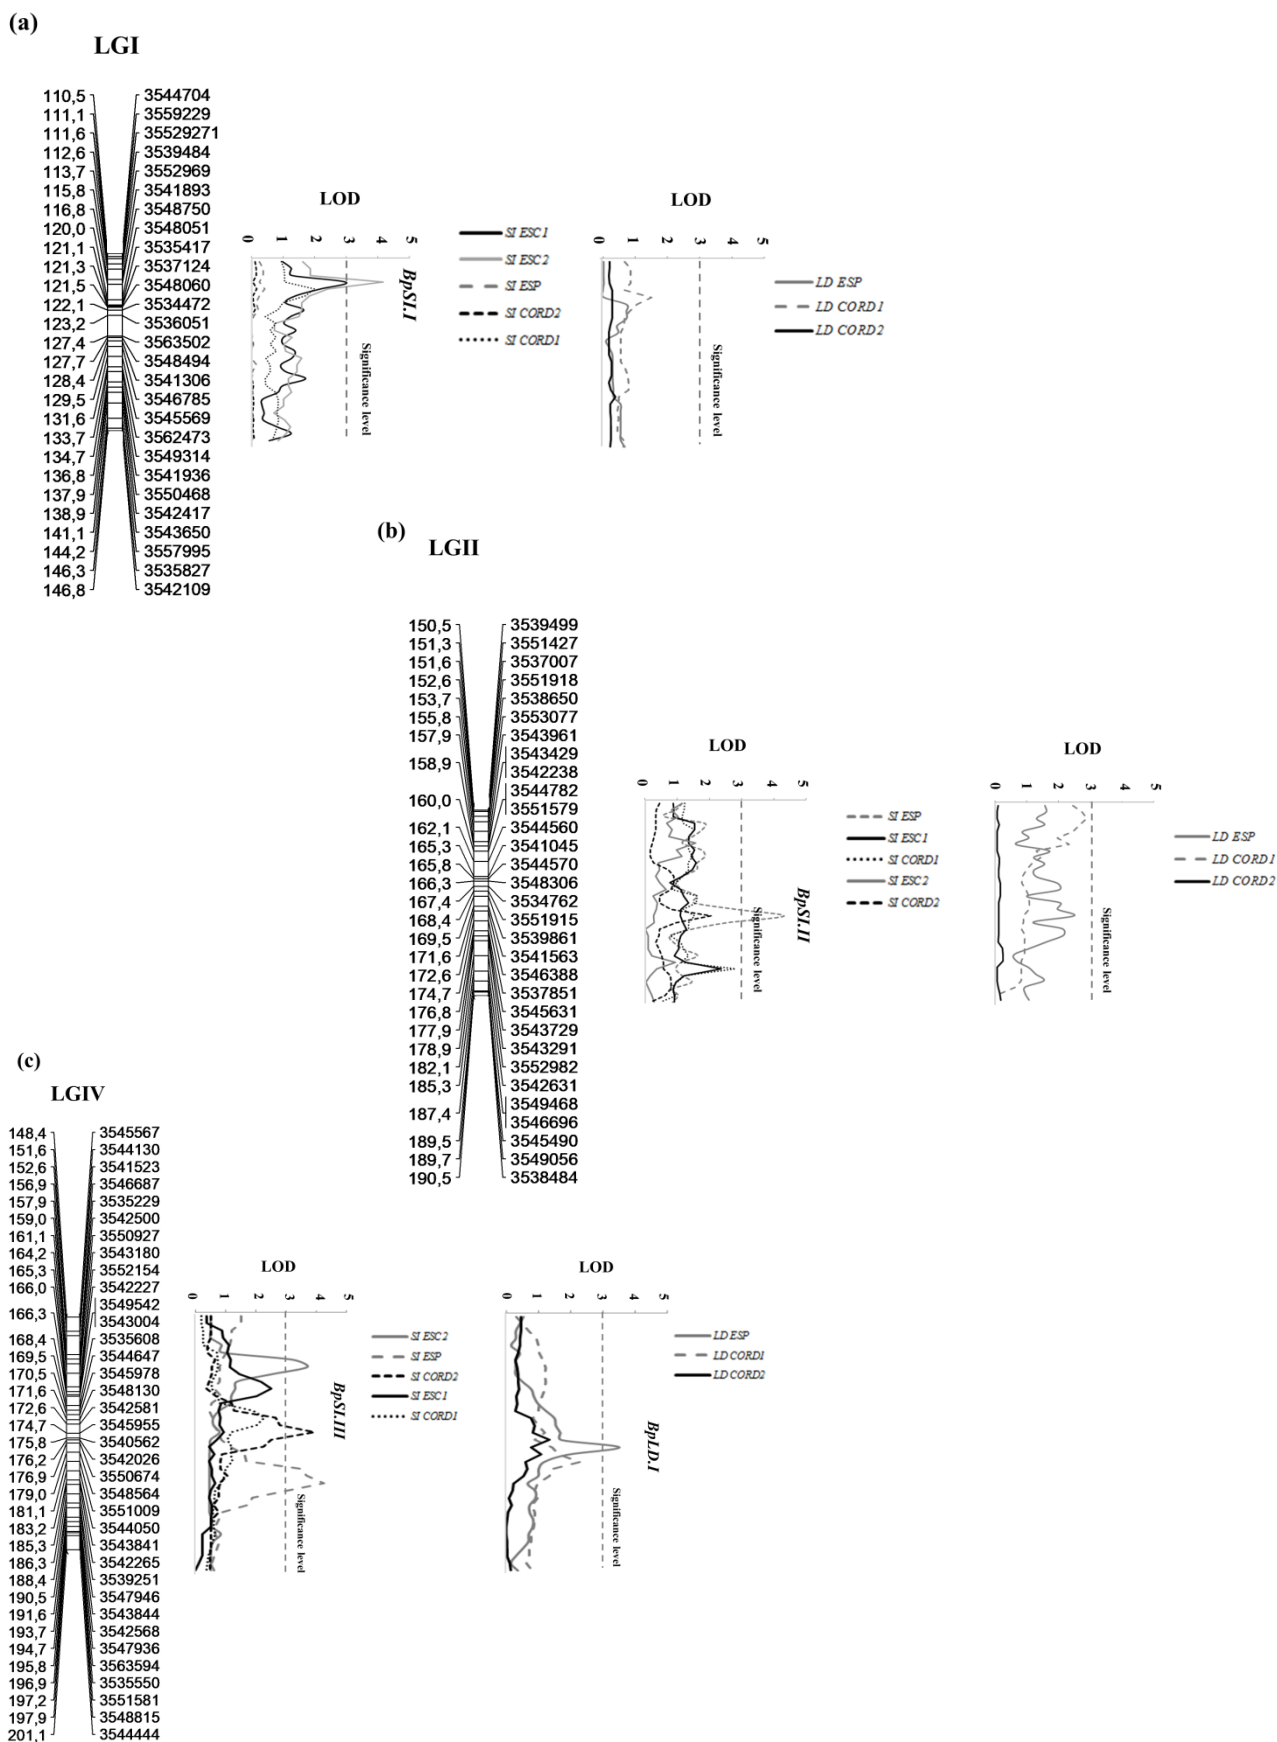 (a)
LGI
110,5 3544704
111,1 3559229
111,6 35529271
112,6 3539484
113,7 3552969
115,8 3541893
116,8 3548750
120,0 3548051
121,1 3535417
121,3 3537124
121,5 3548060
122,1 3534472
123,2 3536051
127,4 3563502
127,7 3548494
128,4 3541306
129,5 3546785
131,6 3545569
133,7 3562473
134,7 3549314
136,8 3541936
137,9 3550468
138,9 3542417
141,1 3543650
144,2 3557995
146,3 3535827
146,8 3542109
LOD
0 1 2 3 4 5
BpSI.I
Significance level
SI ESC1
SI ESC2
SI ESP
SI CORD2
SI CORD1
LOD
0 1 2 3 4 5
Significance level
LD ESP
LD CORD1
LD CORD2
(b)
LGII
150,5 3539499
151,3 3551427
151,6 3537007
152,6 3551918
153,7 3538650
155,8 3553077
157,9 3543961
3543429
158,9
3542238
3544782
160,0
3551579
162,1 3544560
165,3 3541045
165,8 3544570
166,3 3548306
167,4 3534762
168,4 3551915
169,5 3539861
171,6 3541563
172,6 3546388
174,7 3537851
176,8 3545631
177,9 3543729
178,9 3543291
182,1 3552982
185,3 3542631
3549468
187,4
3546696
189,5 3545490
189,7 3549056
190,5 3538484
LOD
0 1 2 3 4 5
BpSI.II
Significance level
SI ESP
SI ESC1
SI CORD1
SI ESC2
SI CORD2
LOD
0 1 2 3 4 5
Significance level
LD ESP
LD CORD1
LD CORD2
(c)
LGIV
148,4 3545567
151,6 3544130
152,6 3541523
156,9 3546687
157,9 3535229
159,0 3542500
161,1 3550927
164,2 3543180
165,3 3552154
166,0 3542227
3549542
166,3
3543004
168,4 3535608
169,5 3544647
170,5 3545978
171,6 3548130
172,6 3542581
174,7 3545955
175,8 3540562
176,2 3542026
176,9 3550674
179,0 3548564
181,1 3551009
183,2 3544050
185,3 3543841
186,3 3542265
188,4 3539251
190,5 3547946
191,6 3543844
193,7 3542568
194,7 3547936
195,8 3563594
196,9 3535550
197,2 3551581
197,9 3548815
201,1 3544444
LOD
0 1 2 3 4 5
BpSI.III
Significance level
SI ESC2
SI ESP
SI CORD2
SI ESC1
SI CORD1
LOD
0 1 2 3 4 5
BpLD.I
Significance level
LD ESP
LD CORD1
LD CORD2